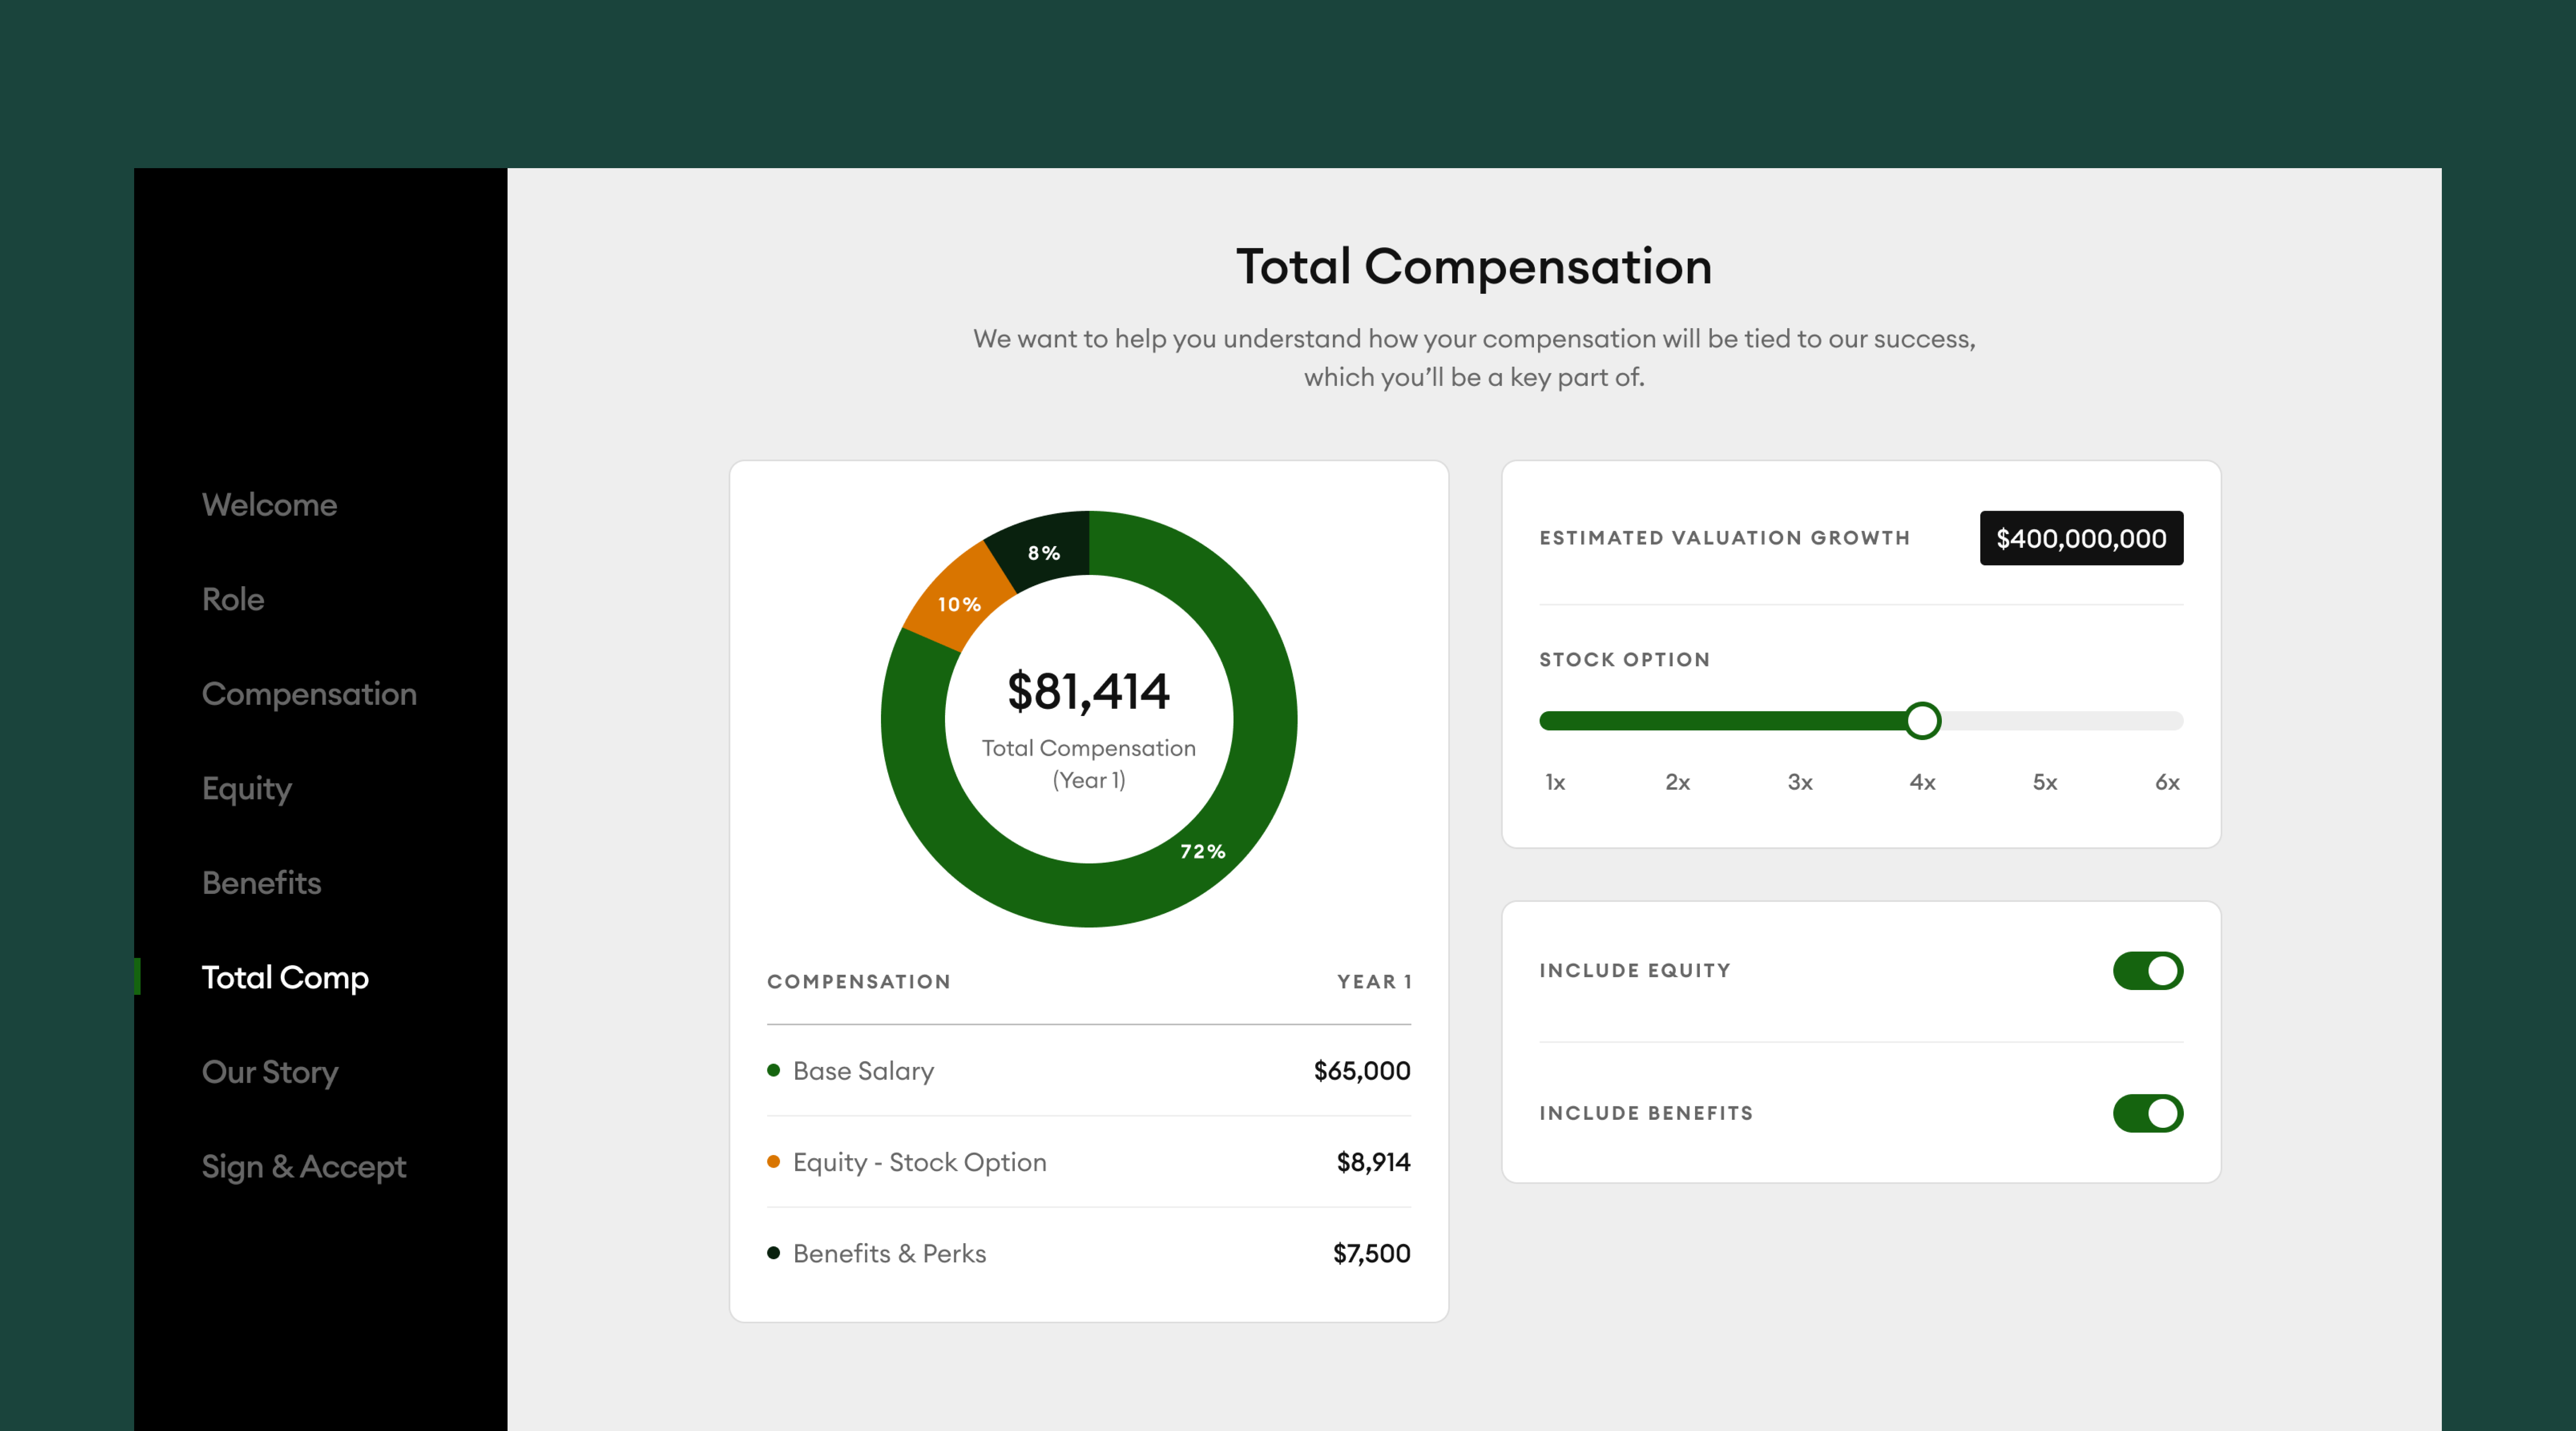 Welcome
Role
Compensation
Equity
Benefits
Total Comp
Our Story
Sign & Accept
Total Compensation
We want to help you understand how your compensation will be tied to our success,
which you’ll be a key part of.
8%
10%
72%
$81,414
Total Compensation
(Year 1)
COMPENSATION YEAR 1
Base Salary $65,000
Equity - Stock Option $8,914
Benefits & Perks $7,500
ESTIMATED VALUATION GROWTH $400,000,000
STOCK OPTION
1x 2x 3x 4x 5x 6x
INCLUDE EQUITY
INCLUDE BENEFITS